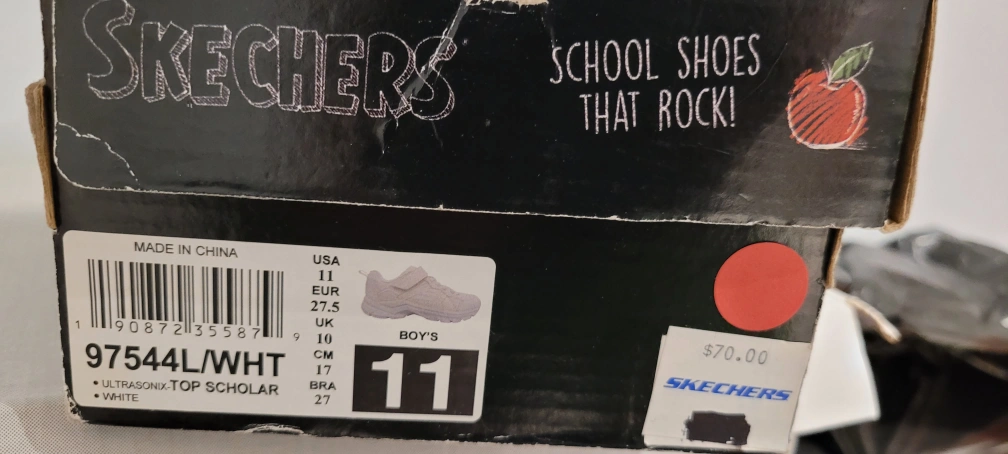 SKECHERS
SCHOOL SHOES
THAT ROCK!
MADE IN CHINA
1 90872 35587 9
97544L/WHT
• ULTRASONIX-TOP SCHOLAR
• WHITE
USA
11
EUR
27.5
UK
10
CM
17
BRA
27
BOY'S
11
$70.00
SKECHERS